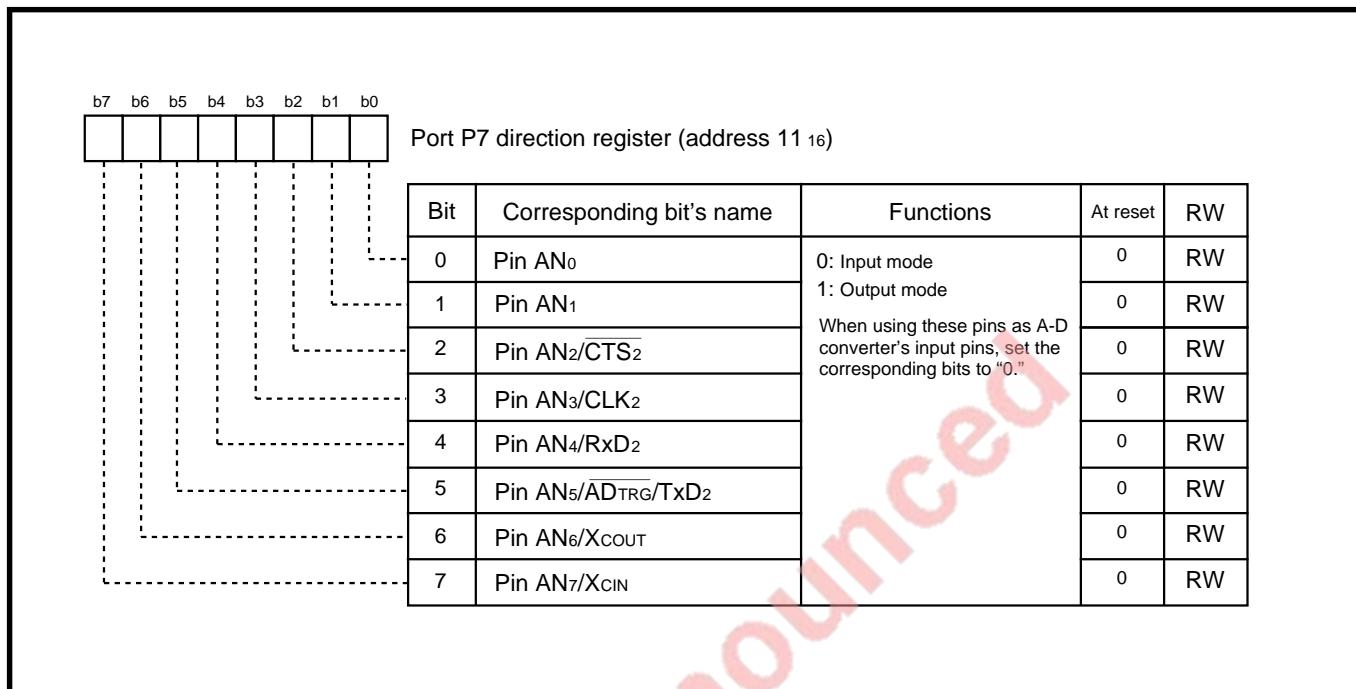 b7 b6 b5 b4 b3 b2 b1 b0
Port P7 direction register (address 11 16)
Bit Corresponding bit's name Functions At reset RW
0 Pin AN0 0: Input mode 0 RW
1: Output mode
1 Pin AN1 0 RW
When using these pins as A-D
converter's input pins, set the
corresponding bits to “0.”
2 Pin AN2/C̅T̅S̅2 0 RW
3 Pin AN3/CLK2 0 RW
4 Pin AN4/RxD2 0 RW
5 Pin AN5/A̅D̅T̅R̅G̅/TxD2 0 RW
6 Pin AN6/XCOUT 0 RW
7 Pin AN7/XCIN 0 RW
ounced